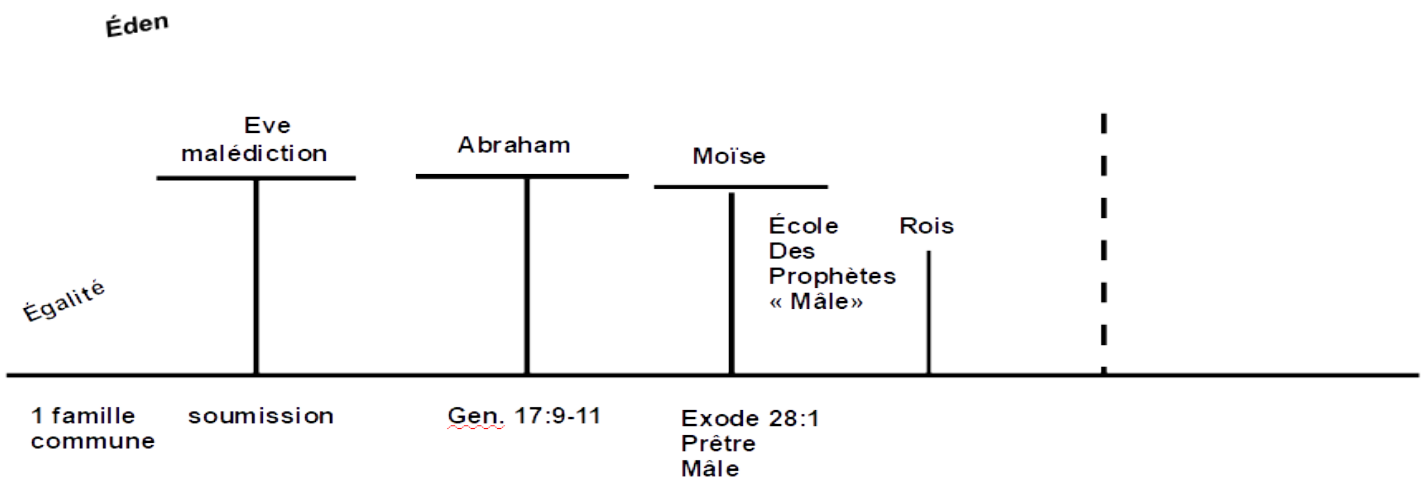 Éden
Eve
malédiction
Abraham
Moïse
École
Des
Prophètes
« Mâle»
Rois
Égalité
1 famille
commune
soumission
Gen. 17:9-11
Exode 28:1
Prêtre
Mâle